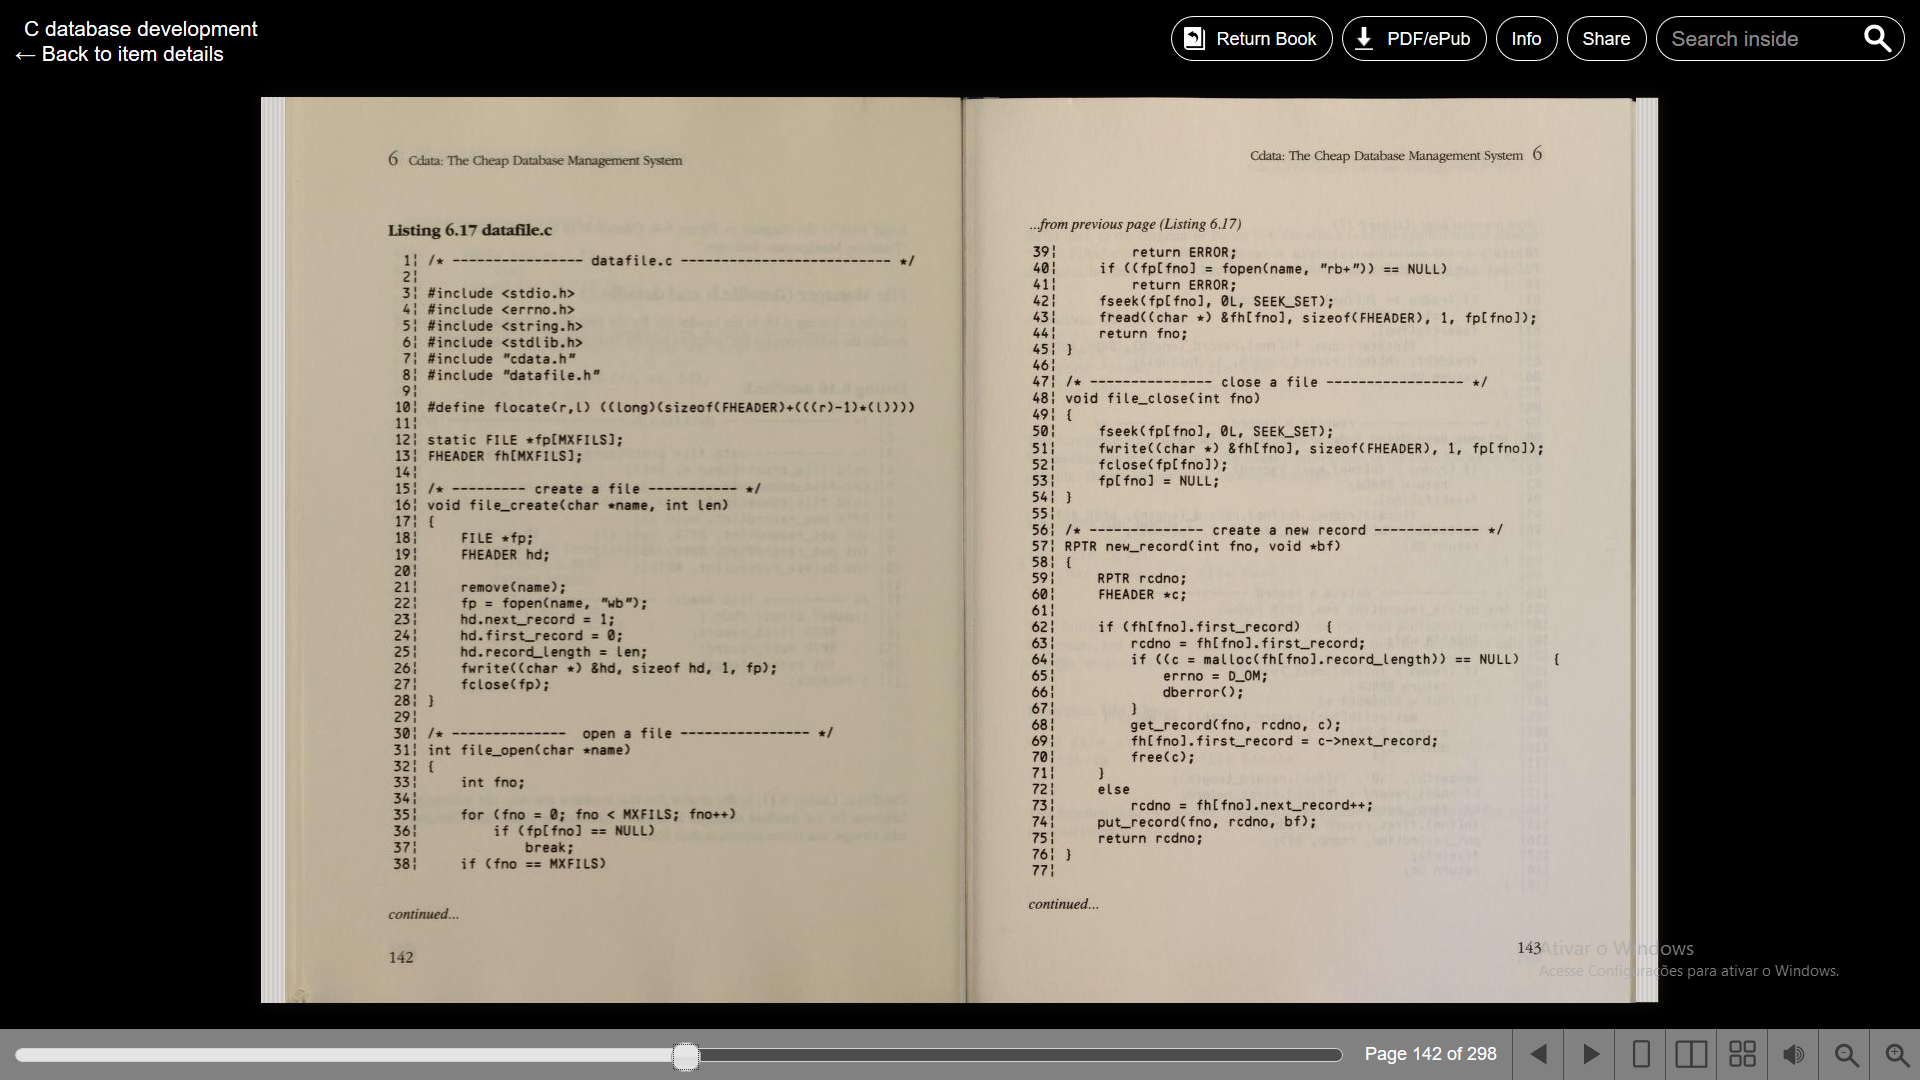 C database development
← Back to item details
Return Book
PDF/ePub
Info
Share
Search inside
6 Cdata: The Cheap Database Management System
Listing 6.17 datafile.c
1¦ /* ---------------- datafile.c -------------------------- */
2¦
3¦ #include <stdio.h>
4¦ #include <errno.h>
5¦ #include <string.h>
6¦ #include <stdlib.h>
7¦ #include "cdata.h"
8¦ #include "datafile.h"
9¦
10¦ #define flocate(r,l) ((long)(sizeof(FHEADER)+(((r)-1)*(l))))
11¦
12¦ static FILE *fp[MXFILS];
13¦ FHEADER fh[MXFILS];
14¦
15¦ /* --------- create a file ----------- */
16¦ void file_create(char *name, int len)
17¦ {
18¦     FILE *fp;
19¦     FHEADER hd;
20¦
21¦     remove(name);
22¦     fp = fopen(name, "wb");
23¦     hd.next_record = 1;
24¦     hd.first_record = 0;
25¦     hd.record_length = len;
26¦     fwrite((char *) &hd, sizeof hd, 1, fp);
27¦     fclose(fp);
28¦ }
29¦
30¦ /* -------------- open a file ---------------- */
31¦ int file_open(char *name)
32¦ {
33¦     int fno;
34¦
35¦     for (fno = 0; fno < MXFILS; fno++)
36¦         if (fp[fno] == NULL)
37¦             break;
38¦     if (fno == MXFILS)
continued...
142
Cdata: The Cheap Database Management System 6
...from previous page (Listing 6.17)
39¦         return ERROR;
40¦     if ((fp[fno] = fopen(name, "rb+")) == NULL)
41¦         return ERROR;
42¦     fseek(fp[fno], 0L, SEEK_SET);
43¦     fread((char *) &fh[fno], sizeof(FHEADER), 1, fp[fno]);
44¦     return fno;
45¦ }
46¦
47¦ /* --------------- close a file ----------------- */
48¦ void file_close(int fno)
49¦ {
50¦     fseek(fp[fno], 0L, SEEK_SET);
51¦     fwrite((char *) &fh[fno], sizeof(FHEADER), 1, fp[fno]);
52¦     fclose(fp[fno]);
53¦     fp[fno] = NULL;
54¦ }
55¦
56¦ /* -------------- create a new record ------------- */
57¦ RPTR new_record(int fno, void *bf)
58¦ {
59¦     RPTR rcdno;
60¦     FHEADER *c;
61¦
62¦     if (fh[fno].first_record)   {
63¦         rcdno = fh[fno].first_record;
64¦         if ((c = malloc(fh[fno].record_length)) == NULL)    {
65¦             errno = D_OM;
66¦             dberror();
67¦         }
68¦         get_record(fno, rcdno, c);
69¦         fh[fno].first_record = c->next_record;
70¦         free(c);
71¦     }
72¦     else
73¦         rcdno = fh[fno].next_record++;
74¦     put_record(fno, rcdno, bf);
75¦     return rcdno;
76¦ }
77¦
continued...
143
Ativar o Windows
Acesse Configurações para ativar o Windows.
Page 142 of 298